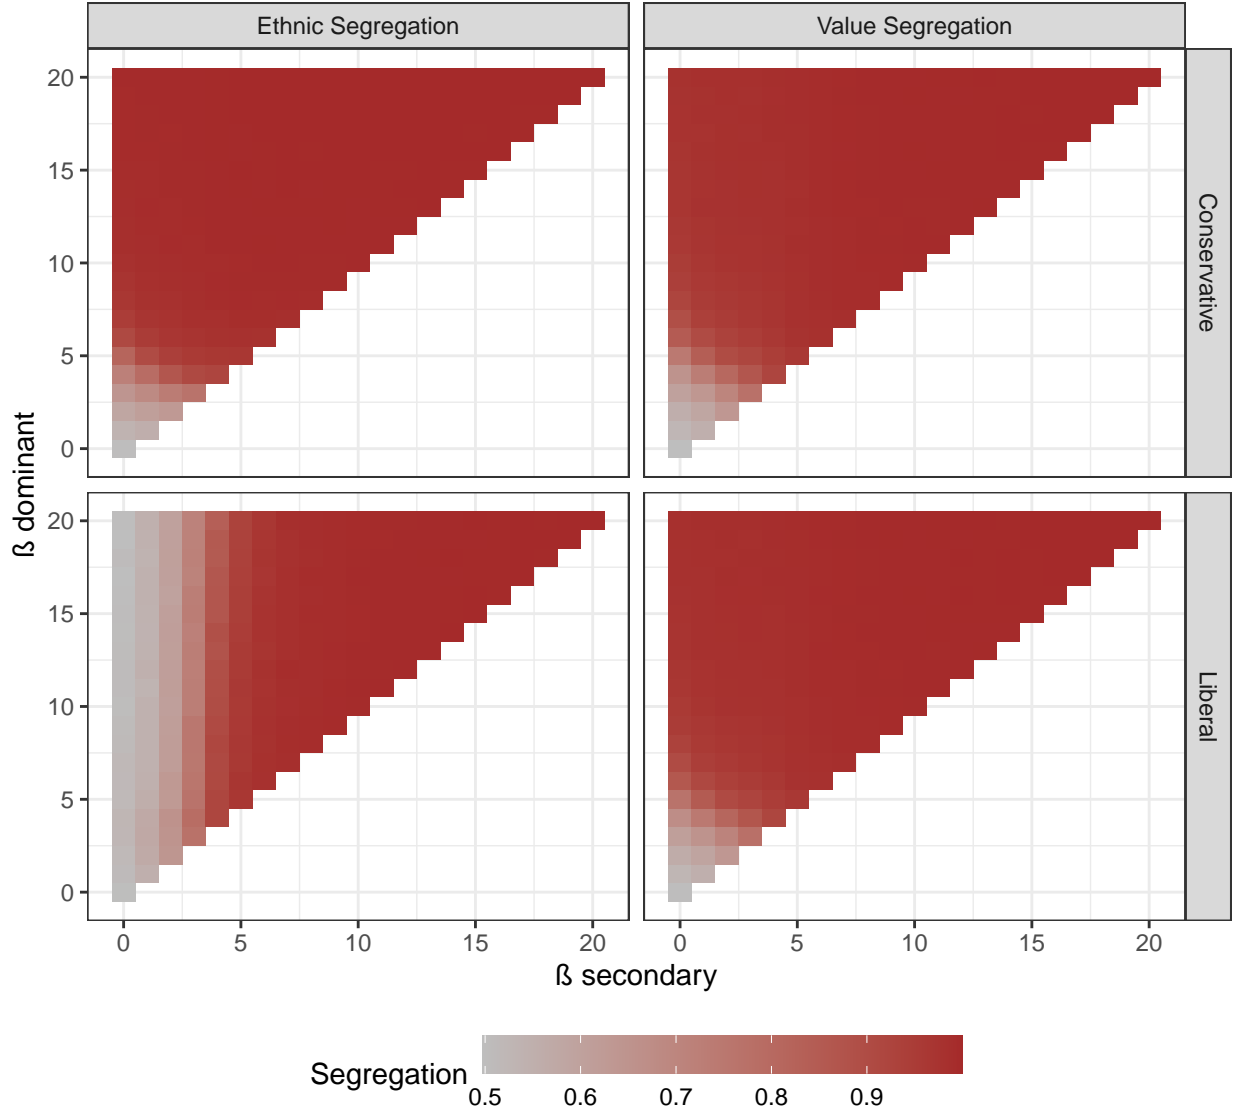 Ethnic Segregation Value Segregation
20
15
10
5
0
Conservative
20
15
10
5
0
Liberal
ß dominant
0 5 10 15 20 0 5 10 15 20
ß secondary
Segregation
0.5 0.6 0.7 0.8 0.9